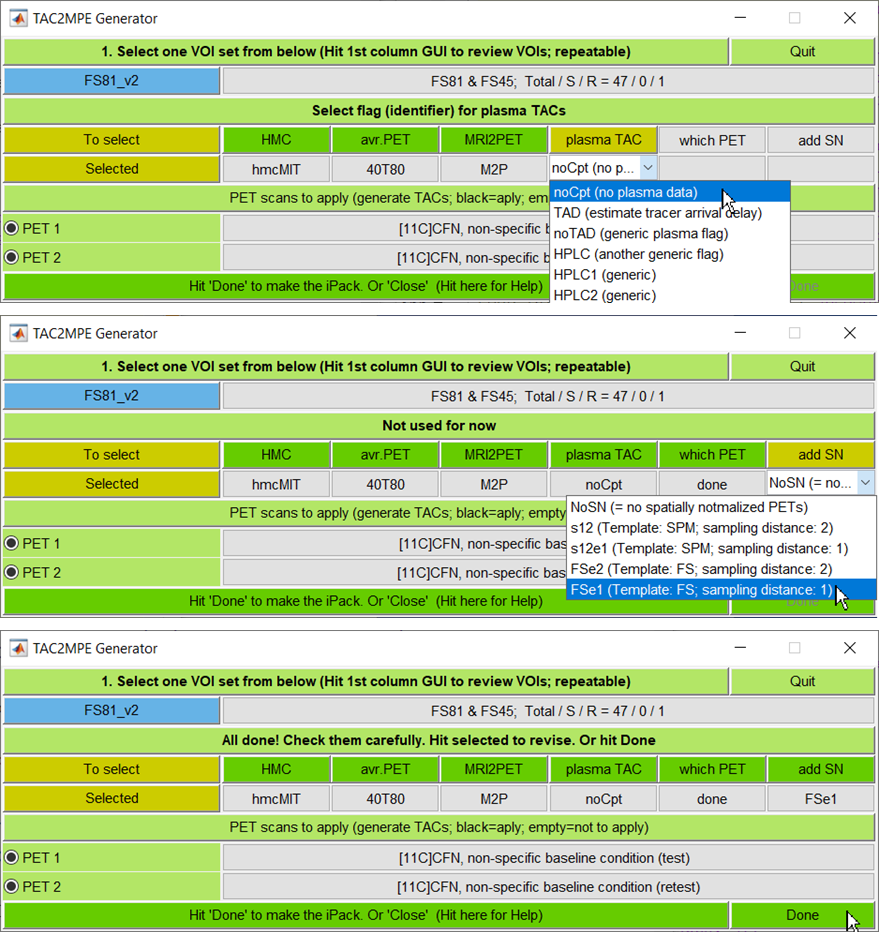 TAC2MPE Generator
1. Select one VOI set from below (Hit 1st column GUI to review VOIs; repeatable) Quit
FS81_v2 FS81 & FS45; Total / S / R = 47 / 0 / 1
Select flag (identifier) for plasma TACs
To select HMC avr.PET MRI2PET plasma TAC which PET add SN
Selected hmcMIT 40T80 M2P noCpt (no p...
PET scans to apply (generate TACs; black=aply; em
noCpt (no plasma data)
TAD (estimate tracer arrival delay)
PET 1 [11C]CFN, non-specific b
noTAD (generic plasma flag)
HPLC (another generic flag)
PET 2 [11C]CFN, non-specific b
HPLC1 (generic)
Hit 'Done' to make the iPack. Or 'Close' (Hit here for Help) Done
HPLC2 (generic)
TAC2MPE Generator
1. Select one VOI set from below (Hit 1st column GUI to review VOIs; repeatable) Quit
FS81_v2 FS81 & FS45; Total / S / R = 47 / 0 / 1
Not used for now
To select HMC avr.PET MRI2PET plasma TAC which PET add SN
Selected hmcMIT 40T80 M2P noCpt done NoSN (= no...
PET scans to apply (generate TACs; black=aply; empty
NoSN (= no spatially notmalized PETs)
s12 (Template: SPM; sampling distance: 2)
PET 1 [11C]CFN, non-specific bas
s12e1 (Template: SPM; sampling distance: 1)
FSe2 (Template: FS; sampling distance: 2)
PET 2 [11C]CFN, non-specific bas
FSe1 (Template: FS; sampling distance: 1)
Hit 'Done' to make the iPack. Or 'Close' (Hit here for Help) Done
TAC2MPE Generator
1. Select one VOI set from below (Hit 1st column GUI to review VOIs; repeatable) Quit
FS81_v2 FS81 & FS45; Total / S / R = 47 / 0 / 1
All done! Check them carefully. Hit selected to revise. Or hit Done
To select HMC avr.PET MRI2PET plasma TAC which PET add SN
Selected hmcMIT 40T80 M2P noCpt done FSe1
PET scans to apply (generate TACs; black=aply; empty=not to apply)
PET 1 [11C]CFN, non-specific baseline condition (test)
PET 2 [11C]CFN, non-specific baseline condition (retest)
Hit 'Done' to make the iPack. Or 'Close' (Hit here for Help) Done